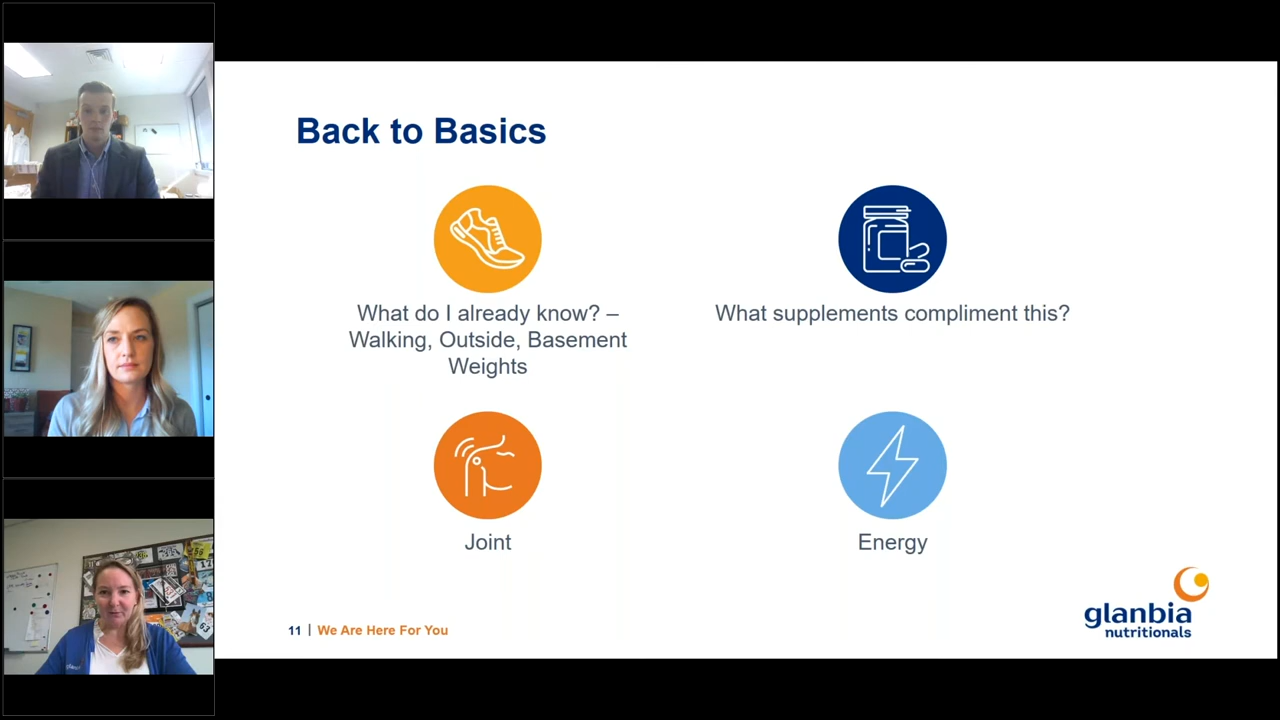 Back to Basics
What do I already know? –
Walking, Outside, Basement
Weights
What supplements compliment this?
Joint
Energy
11 | We Are Here For You
glanbia
nutritionals